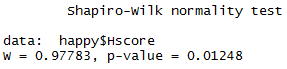 Shapiro-Wilk normality test
data:  happy$Hscore
W = 0.97783, p-value = 0.01248